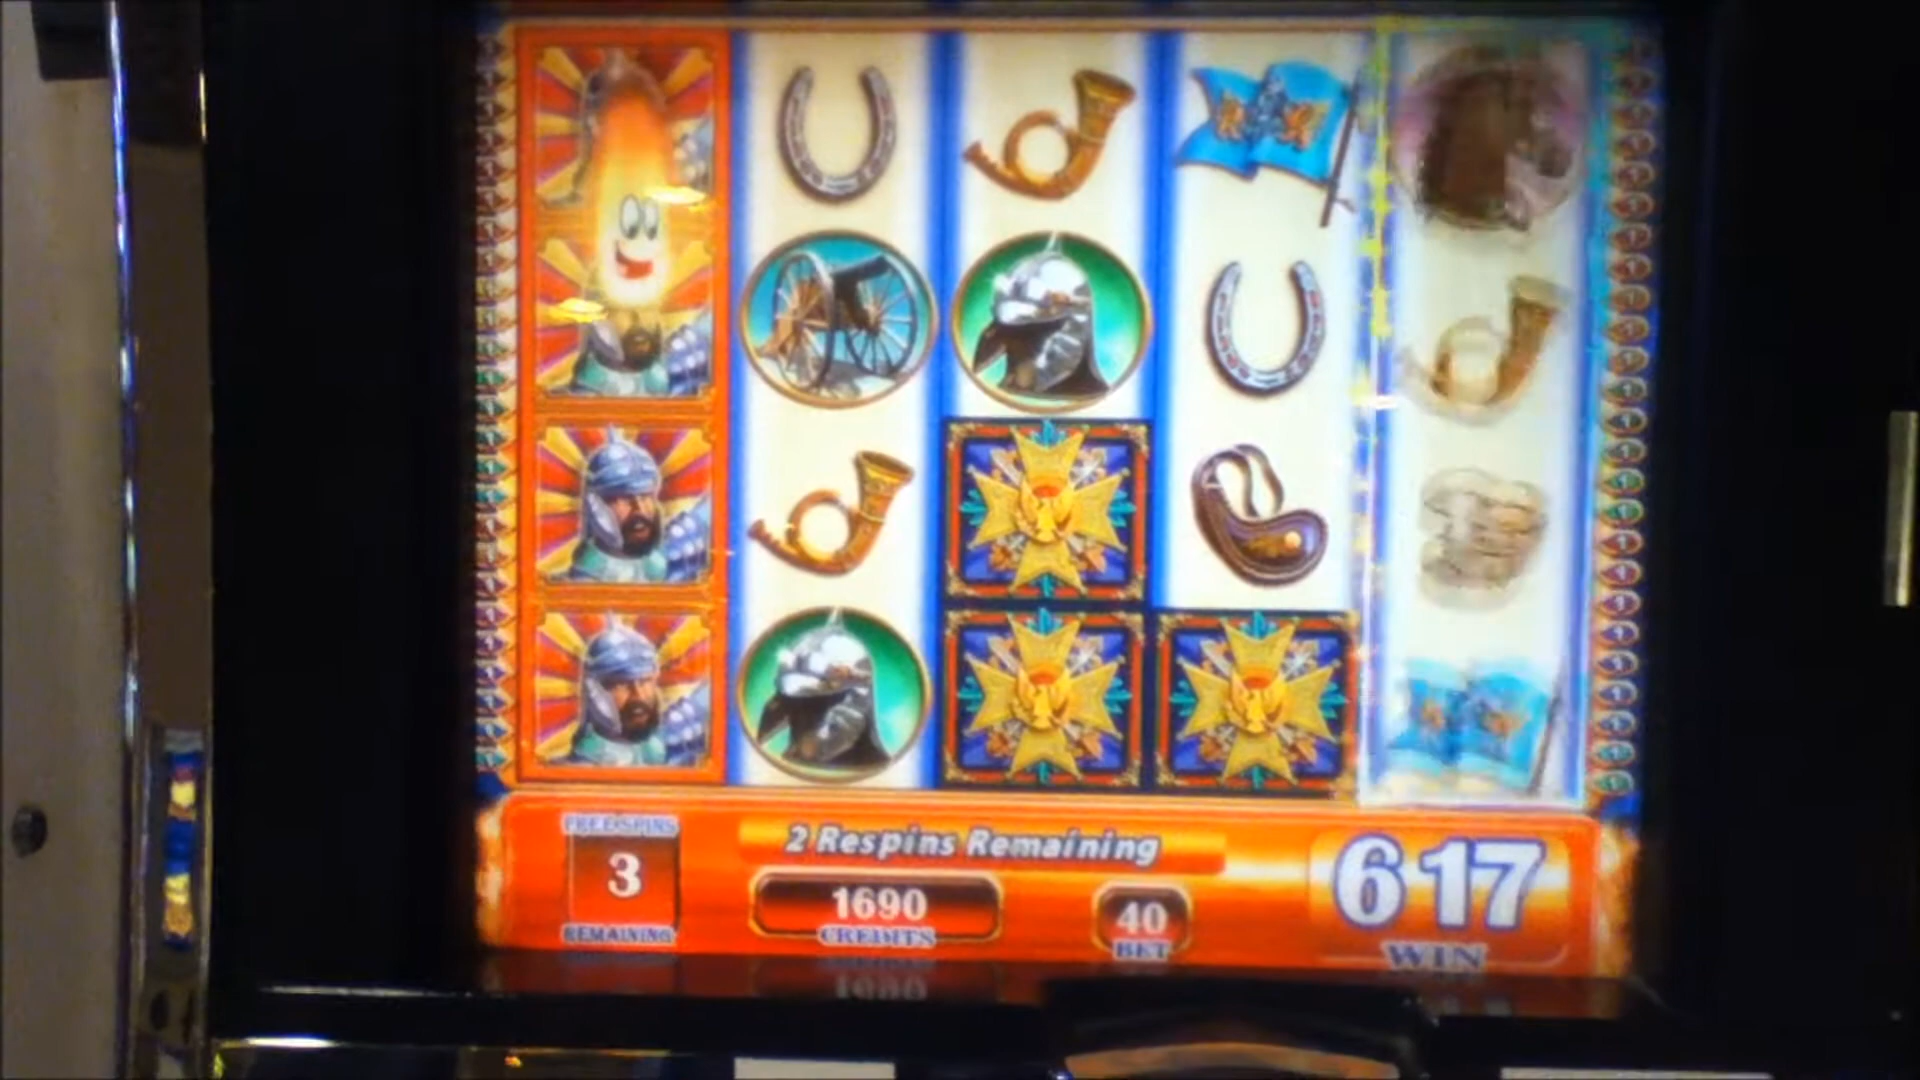 FREE SPINS
3
REMAINING
2 Respins Remaining
1690
CREDITS
40
BET
617
WIN